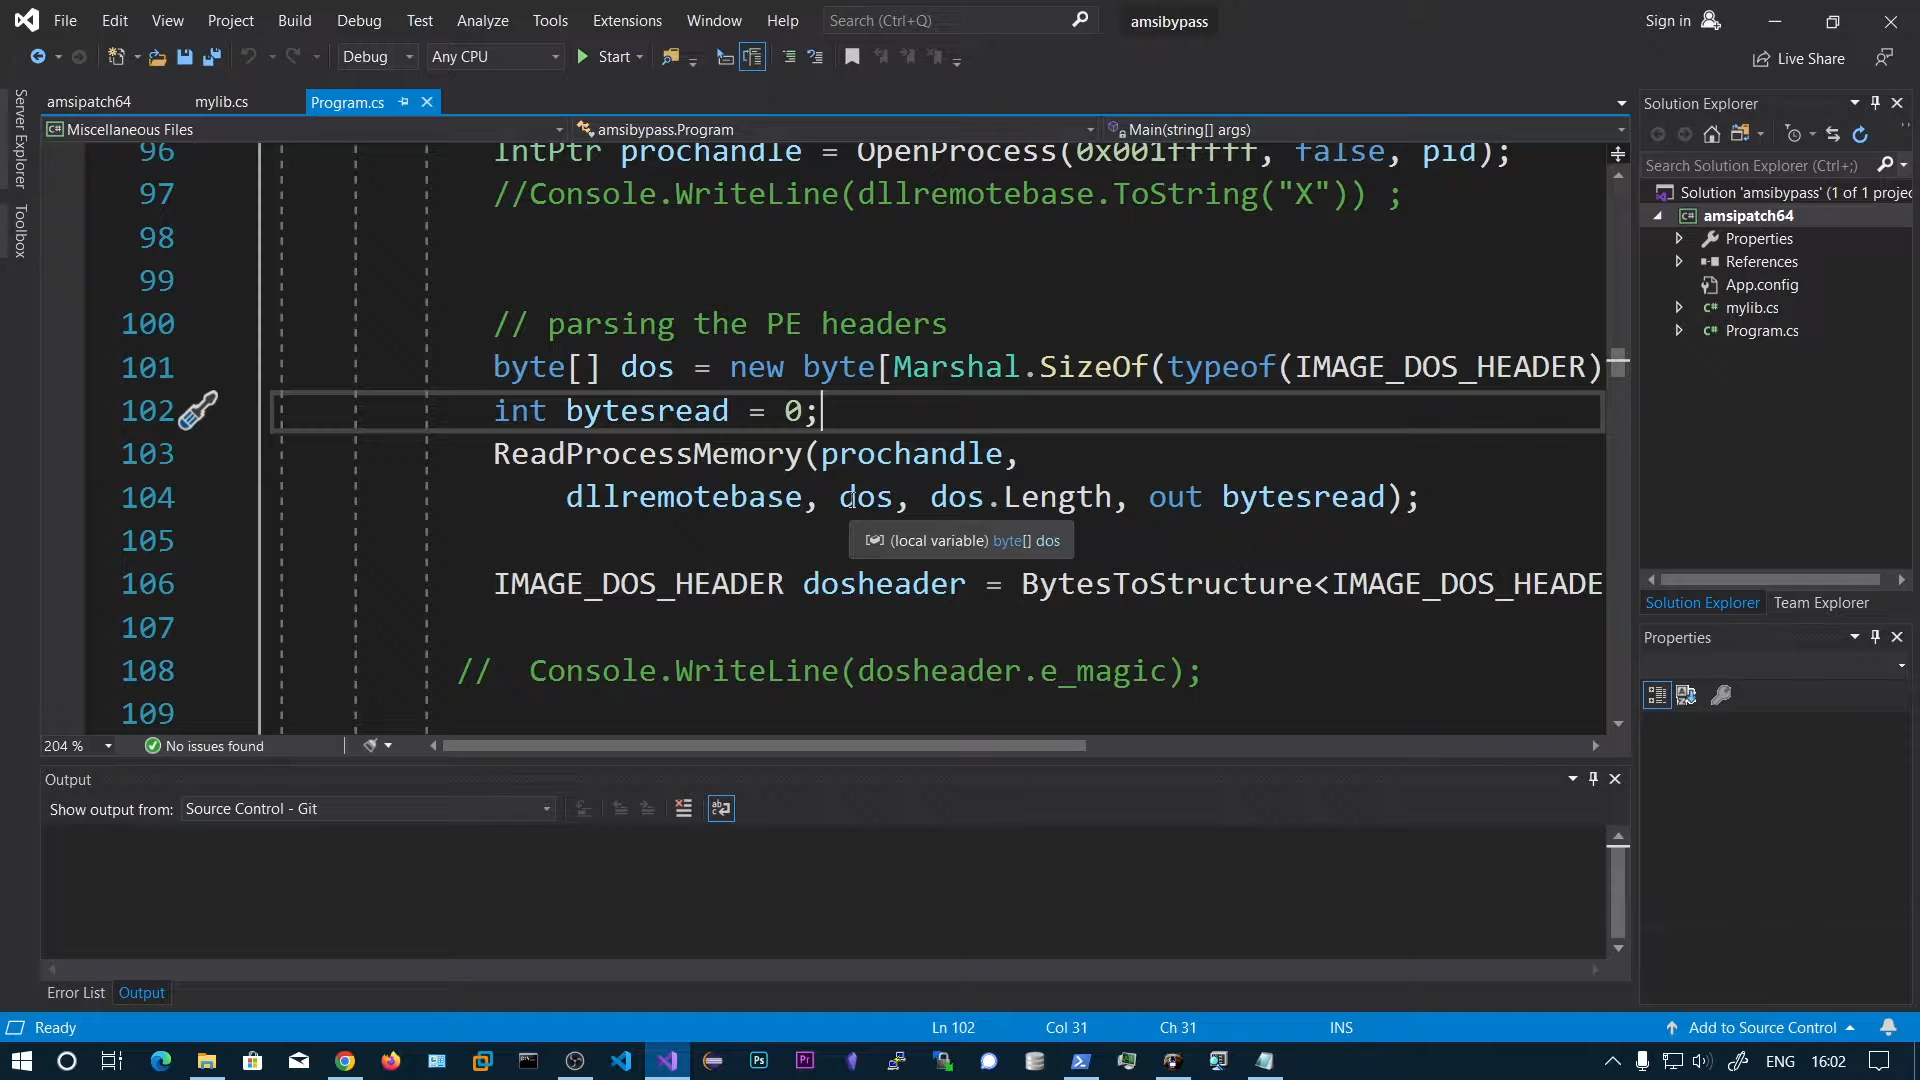 File Edit View Project Build Debug Test Analyze Tools Extensions Window Help Search (Ctrl+Q) amsibypass Sign in
Debug Any CPU Start Live Share
Server Explorer
Toolbox
amsipatch64 mylib.cs Program.cs
Miscellaneous Files amsibypass.Program Main(string[] args)
96 IntPtr prochandle = OpenProcess(0x001fffff, false, pid);
97 //Console.WriteLine(dllremotebase.ToString("X")) ;
98
99
100 // parsing the PE headers
101 byte[] dos = new byte[Marshal.SizeOf(typeof(IMAGE_DOS_HEADER)
102 int bytesread = 0;
103 ReadProcessMemory(prochandle,
104 dllremotebase, dos, dos.Length, out bytesread);
105 (local variable) byte[] dos
106 IMAGE_DOS_HEADER dosheader = BytesToStructure<IMAGE_DOS_HEADE
107
108 // Console.WriteLine(dosheader.e_magic);
109
204 % No issues found
Output
Show output from: Source Control - Git
Error List Output
Solution Explorer
Search Solution Explorer (Ctrl+;)
Solution 'amsibypass' (1 of 1 projec
amsipatch64
Properties
References
App.config
mylib.cs
Program.cs
Solution Explorer Team Explorer
Properties
Ready Ln 102 Col 31 Ch 31 INS Add to Source Control
Ps Pr ENG 16:02